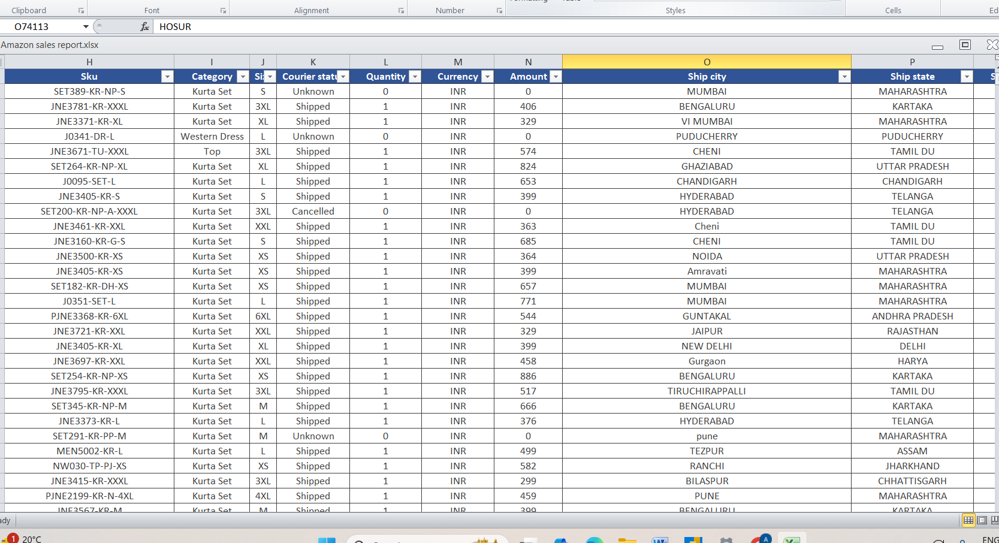 Clipboard Font Alignment Number Styles Cells Ed
O74113 fx HOSUR
Amazon sales report.xlsx
H I J K L M N O P
Sku Category Siz Courier statu Quantity Currency Amount Ship city Ship state S
SET389-KR-NP-S Kurta Set S Unknown 0 INR 0 MUMBAI MAHARASHTRA
JNE3781-KR-XXXL Kurta Set 3XL Shipped 1 INR 406 BENGALURU KARTAKA
JNE3371-KR-XL Kurta Set XL Shipped 1 INR 329 VI MUMBAI MAHARASHTRA
J0341-DR-L Western Dress L Unknown 0 INR 0 PUDUCHERRY PUDUCHERRY
JNE3671-TU-XXXL Top 3XL Shipped 1 INR 574 CHENI TAMIL DU
SET264-KR-NP-XL Kurta Set XL Shipped 1 INR 824 GHAZIABAD UTTAR PRADESH
J0095-SET-L Kurta Set L Shipped 1 INR 653 CHANDIGARH CHANDIGARH
JNE3405-KR-S Kurta Set S Shipped 1 INR 399 HYDERABAD TELANGA
SET200-KR-NP-A-XXXL Kurta Set 3XL Cancelled 0 INR 0 HYDERABAD TELANGA
JNE3461-KR-XXL Kurta Set XXL Shipped 1 INR 363 Cheni TAMIL DU
JNE3160-KR-G-S Kurta Set S Shipped 1 INR 685 CHENI TAMIL DU
JNE3500-KR-XS Kurta Set XS Shipped 1 INR 364 NOIDA UTTAR PRADESH
JNE3405-KR-XS Kurta Set XS Shipped 1 INR 399 Amravati MAHARASHTRA
SET182-KR-DH-XS Kurta Set XS Shipped 1 INR 657 MUMBAI MAHARASHTRA
J0351-SET-L Kurta Set L Shipped 1 INR 771 MUMBAI MAHARASHTRA
PJNE3368-KR-6XL Kurta Set 6XL Shipped 1 INR 544 GUNTAKAL ANDHRA PRADESH
JNE3721-KR-XXL Kurta Set XXL Shipped 1 INR 329 JAIPUR RAJASTHAN
JNE3405-KR-XL Kurta Set XL Shipped 1 INR 399 NEW DELHI DELHI
JNE3697-KR-XXL Kurta Set XXL Shipped 1 INR 458 Gurgaon HARYA
SET254-KR-NP-XS Kurta Set XS Shipped 1 INR 886 BENGALURU KARTAKA
JNE3795-KR-XXXL Kurta Set 3XL Shipped 1 INR 517 TIRUCHIRAPPALLI TAMIL DU
SET345-KR-NP-M Kurta Set M Shipped 1 INR 666 BENGALURU KARTAKA
JNE3373-KR-L Kurta Set L Shipped 1 INR 376 HYDERABAD TELANGA
SET291-KR-PP-M Kurta Set M Unknown 0 INR 0 pune MAHARASHTRA
MEN5002-KR-L Kurta Set L Shipped 1 INR 499 TEZPUR ASSAM
NW030-TP-PJ-XS Kurta Set XS Shipped 1 INR 582 RANCHI JHARKHAND
JNE3415-KR-XXXL Kurta Set 3XL Shipped 1 INR 299 BILASPUR CHHATTISGARH
PJNE2199-KR-N-4XL Kurta Set 4XL Shipped 1 INR 459 PUNE MAHARASHTRA
JNE3567-KR-M Kurta Set M Shipped 1 INR 399 BENGALURU KARTAKA
ady
1 20°C A ENG